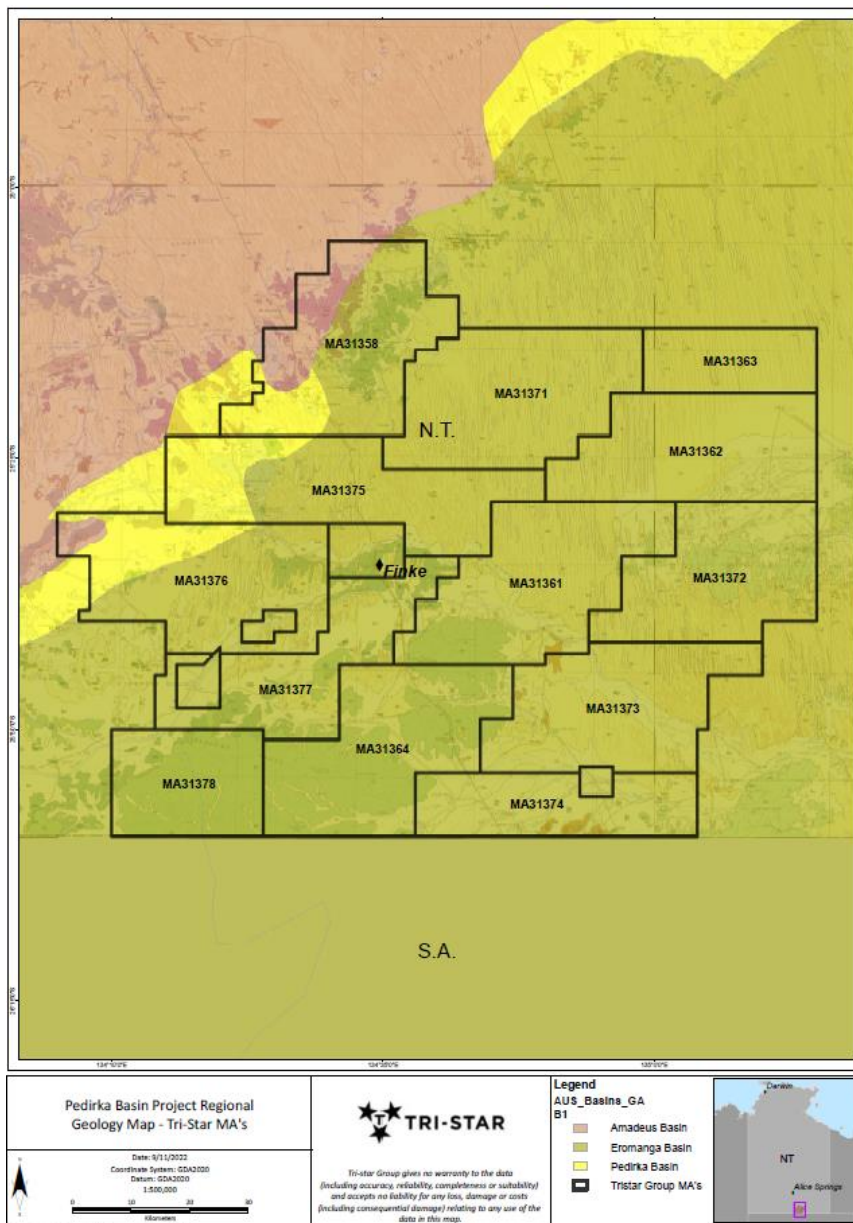 MA31358
MA31363
MA31371
N.T.
MA31362
MA31375
Finke
MA31376
MA31361
MA31372
MA31377
MA31373
MA31364
MA31378
MA31374
S.A.
Pedirka Basin Project Regional
Geology Map - Tri-Star MA's
Date: 9/11/2022
Coordinate System: GDA2020
Datum: GDA2020
1:500,000
0 10 20 30
Kilometers
TRI-STAR
Tri-star Group gives no warranty to the data
(including accuracy, reliability, completeness or suitability)
and accepts no liability for any loss, damage or costs
(including consequential damage) relating to any use of the
data in this map.
Legend
AUS_Basins_GA
B1
Amadeus Basin
Eromanga Basin
Pedirka Basin
Tristar Group MA's
Darwin
NT
Alice Springs